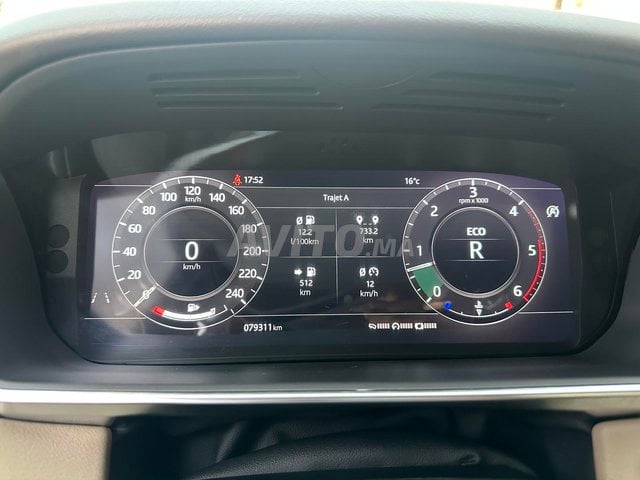 17:52
16°c
Trajet A
0 20 40 60 80 100 120 140 160 180 200 220 240
km/h
0
km/h
12.2
l/100km
733.2
km
512
km
12
km/h
079311 km
0 1 2 3 4 5 6
rpm x 1000
ECO
R
AVITO.ma